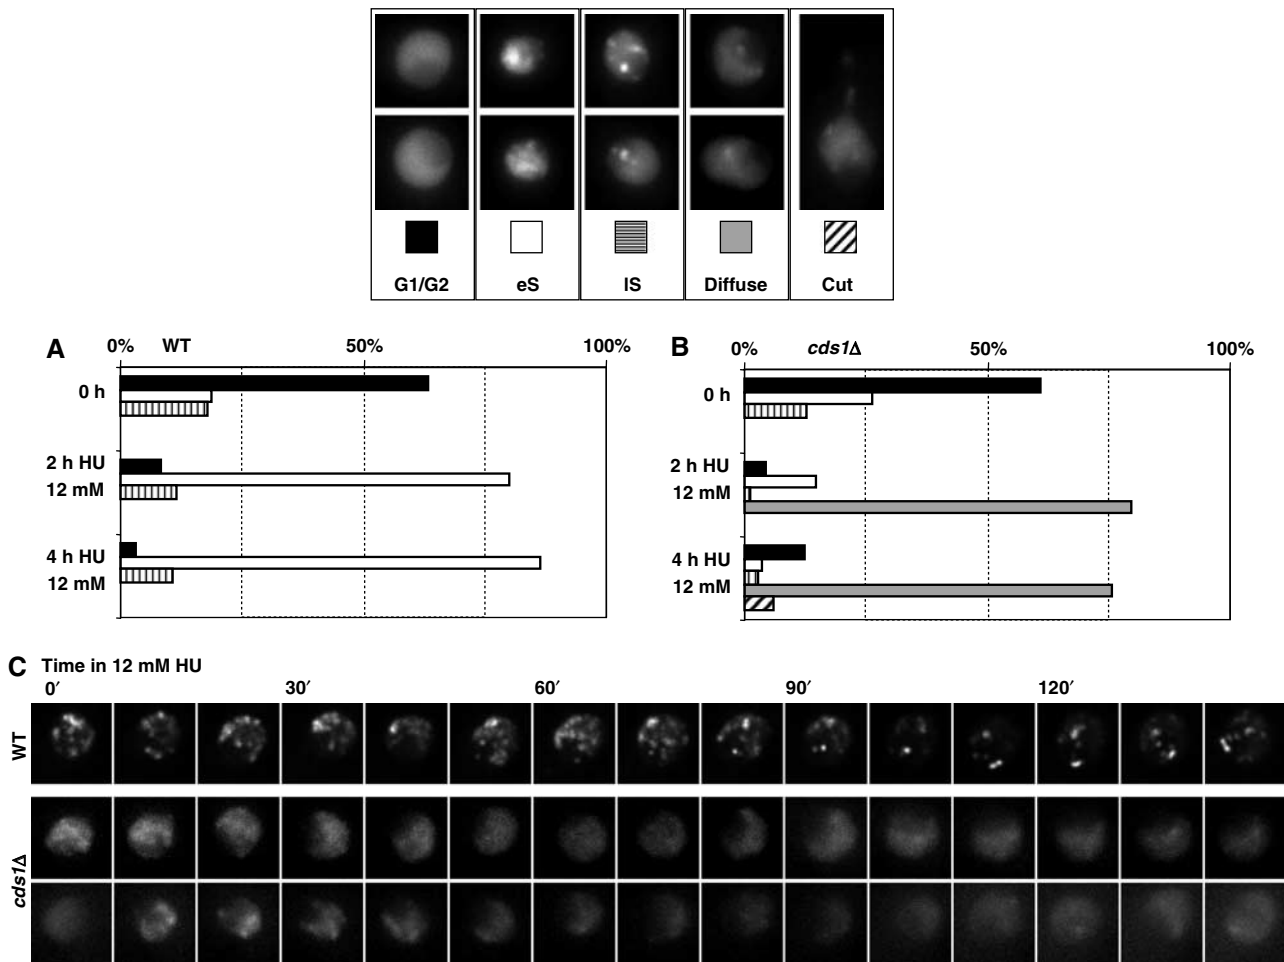 G1/G2 eS lS Diffuse Cut
A 0% WT 50% 100%
0 h
2 h HU
12 mM
4 h HU
12 mM
B 0% cds1Δ 50% 100%
0 h
2 h HU
12 mM
4 h HU
12 mM
C Time in 12 mM HU
0′ 30′ 60′ 90′ 120′
WT
cds1Δ